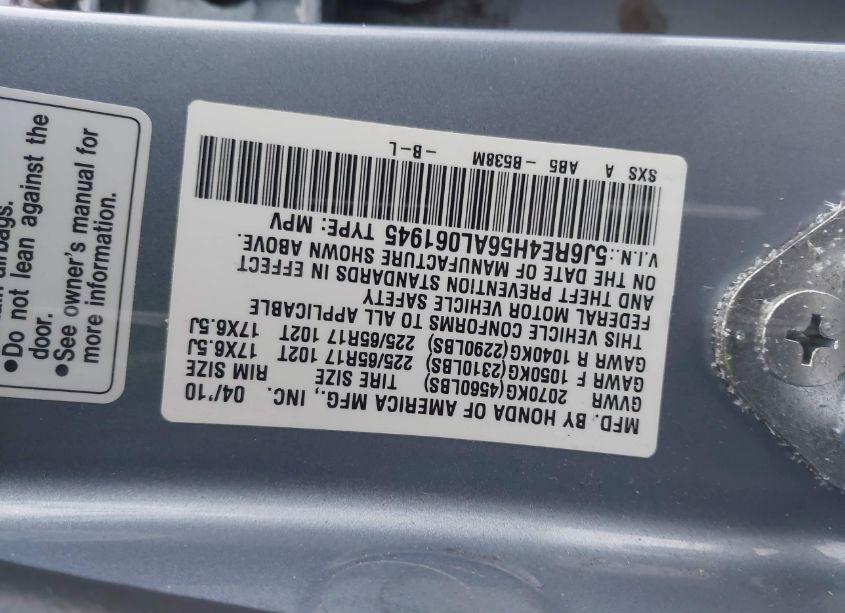 MFD. BY HONDA OF AMERICA MFG., INC. 04/'10
GVWR 2070KG(4560LBS) TIRE SIZE RIM SIZE
GAWR F 1050KG(2310LBS) 225/65R17 102T 17X6.5J
GAWR R 1040KG(2290LBS) 225/65R17 102T 17X6.5J
THIS VEHICLE CONFORMS TO ALL APPLICABLE
FEDERAL MOTOR VEHICLE SAFETY
AND THEFT PREVENTION STANDARDS IN EFFECT
ON THE DATE OF MANUFACTURE SHOWN ABOVE.
V.I.N.: 5J6RE4H56AL061945 TYPE: MPV
SXS A AB5 - B538M - B - L
airbags.
●Do not lean against the
door.
●See owner's manual for
more information.